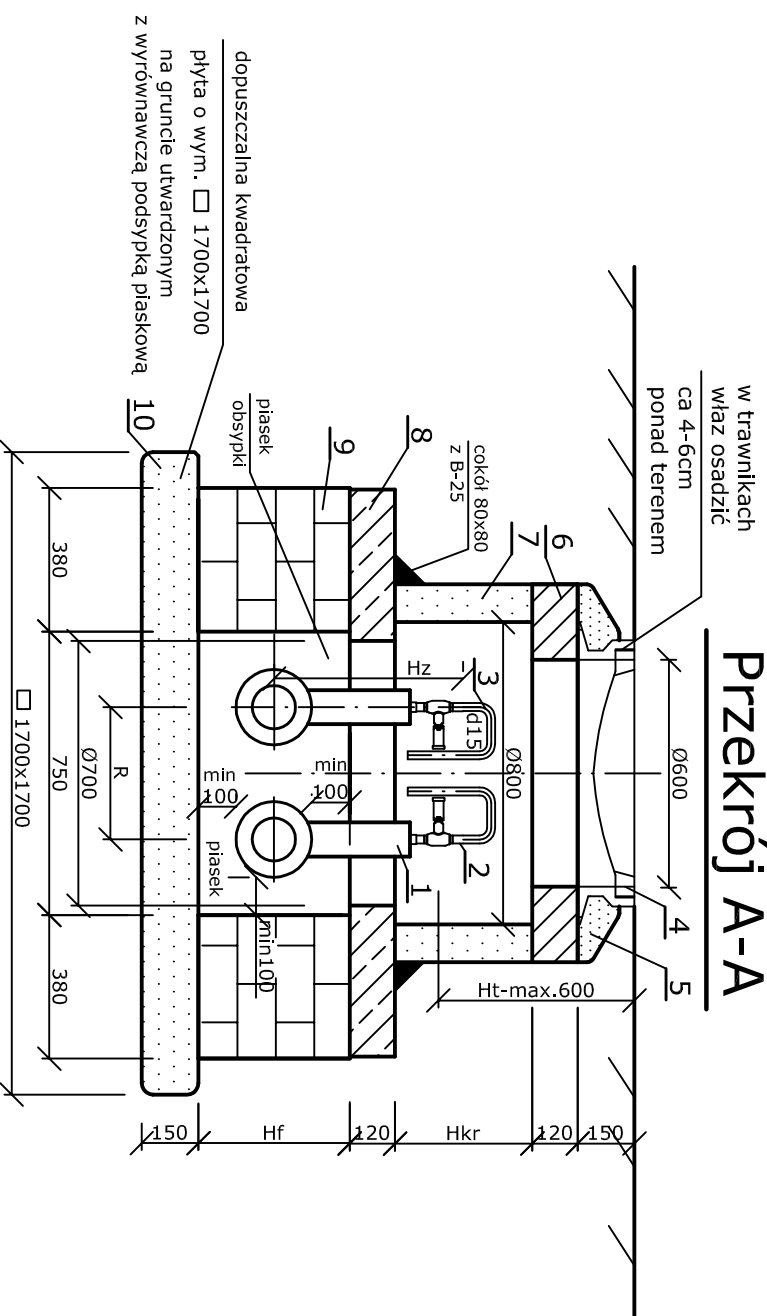 Przekrój A-A
w trawnikach
właz osadzić
ca 4-6cm
ponad terenem
Ø600
4
5
6
7
cokół 80x80
z B-25
8
9
piasek
obsypki
10
Ø800
3
d15
Hz
2
1
Ht-max.600
min
100
min
100
piasek
min100
150
120
Hkr
120
Hf
150
R
Ø700
380
750
380
□ 1700x1700
dopuszczalna kwadratowa
płyta o wym. □ 1700x1700
na gruncie utwardzonym
z wyrównawczą podsypką piaskową